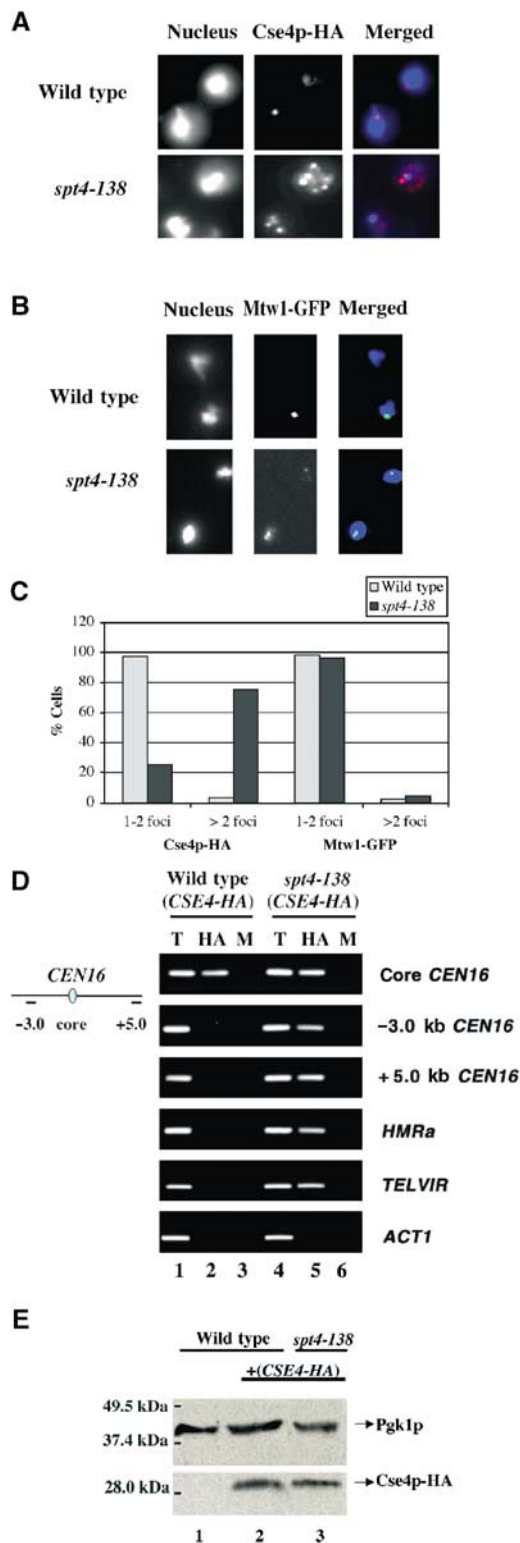 A
Nucleus Cse4p-HA Merged
Wild type
spt4-138
B
Nucleus Mtw1-GFP Merged
Wild type
spt4-138
C
Wild type
spt4-138
120
100
80
60
40
20
0
% Cells
1-2 foci > 2 foci 1-2 foci >2 foci
Cse4p-HA Mtw1-GFP
D
Wild type spt4-138
(CSE4-HA) (CSE4-HA)
T HA M T HA M
CEN16
−3.0 core +5.0
Core CEN16
−3.0 kb CEN16
+ 5.0 kb CEN16
HMRa
TELVIR
ACT1
1 2 3 4 5 6
E
Wild type spt4-138
+(CSE4-HA)
49.5 kDa
37.4 kDa
28.0 kDa
Pgk1p
Cse4p-HA
1 2 3